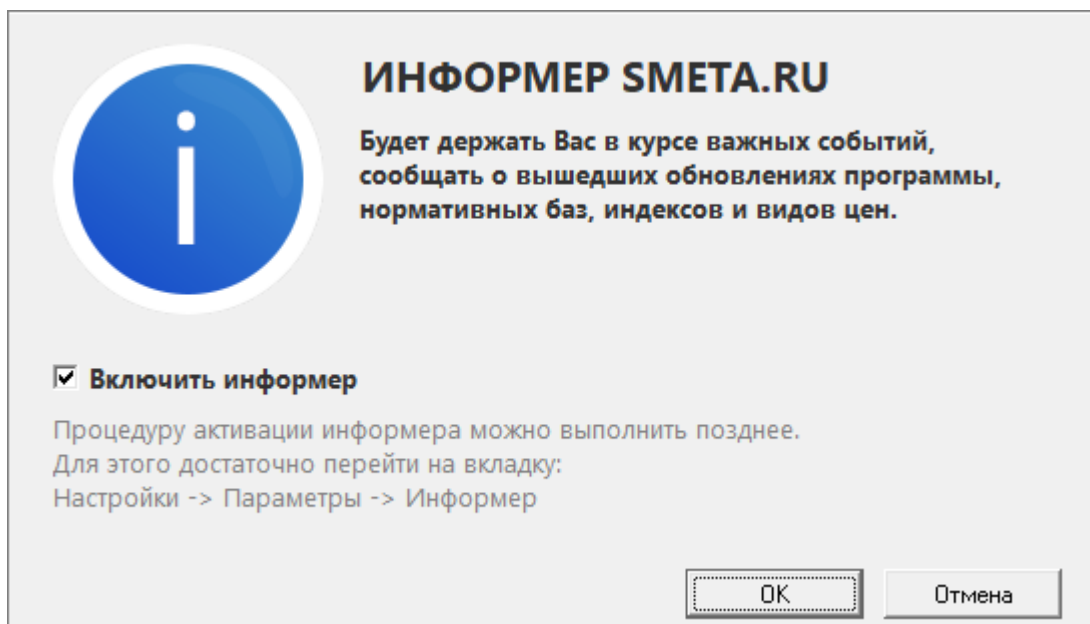 ИНФОРМЕР SMETA.RU
Будет держать Вас в курсе важных событий,
сообщать о вышедших обновлениях программы,
нормативных баз, индексов и видов цен.
Включить информер
Процедуру активации информера можно выполнить позднее.
Для этого достаточно перейти на вкладку:
Настройки -> Параметры -> Информер
OK
Отмена